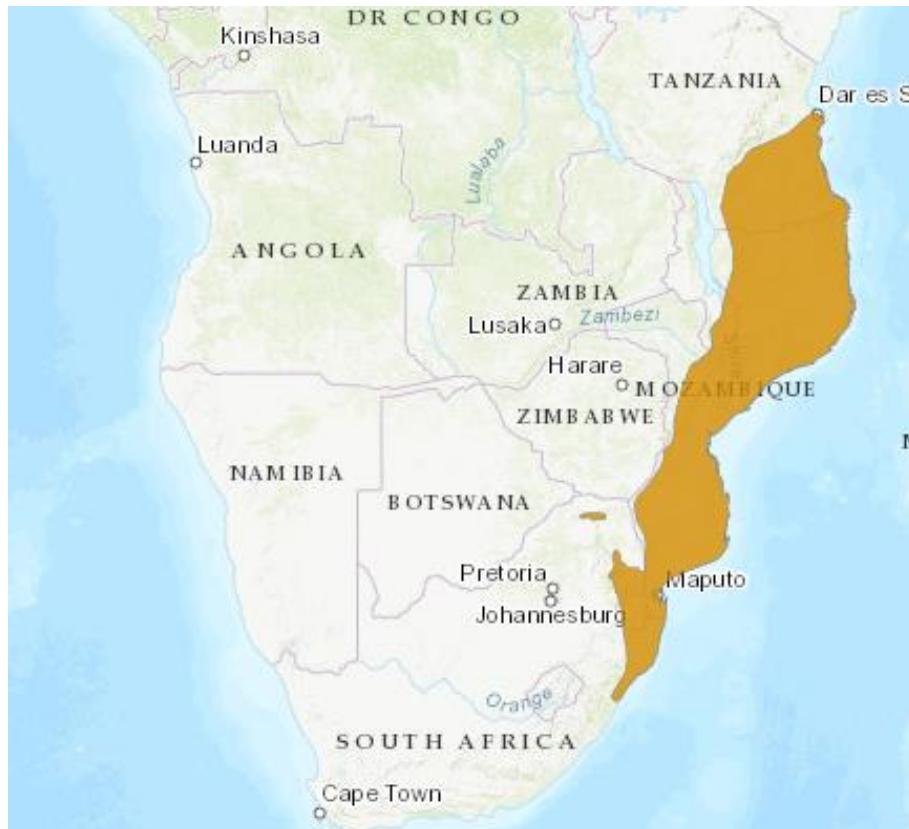 DR CONGO
Kinshasa
TANZANIA
Dar es S
Luanda
Lualaba
ANGOLA
ZAMBIA
Zambezi
Lusaka
Harare
Shire
MOZAMBIQUE
ZIMBABWE
M
NAMIBIA
BOTSWANA
Pretoria
Maputo
Johannesburg
Orange
SOUTH AFRICA
Cape Town